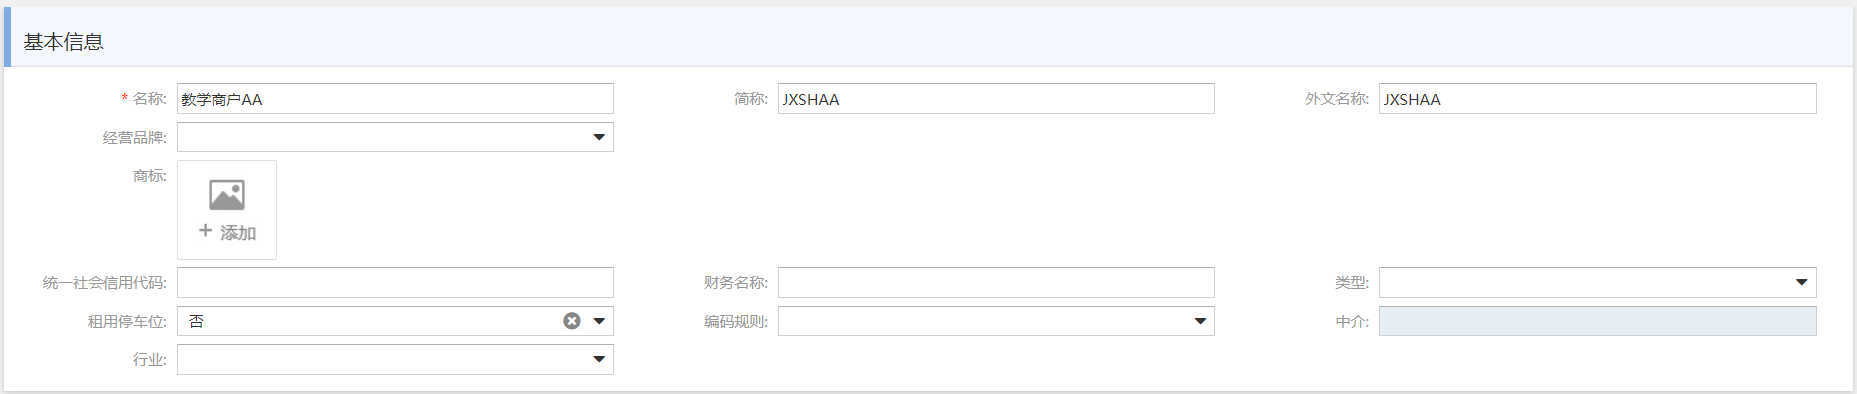 基本信息
* 名称: 教学商户AA 简称: JXSHAA 外文名称: JXSHAA
经营品牌:
商标:
+ 添加
统一社会信用代码: 财务名称: 类型:
租用停车位: 否 编码规则: 中介:
行业: